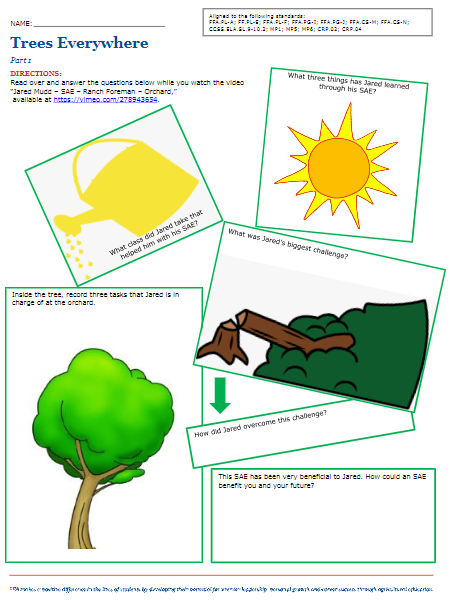 NAME:
Aligned to the following standards:
FFA.PL-A; FF.PL-E; FFA.PL-F; FFA.PG-I; FFA.PG-J; FFA.CS-M; FFA.CS-N;
CCSS.ELA.SL.9-10.2; MP1; MP5; MP6; CRP.02; CRP.04
Trees Everywhere
Part 1
DIRECTIONS:
Read over and answer the questions below while you watch the video
"Jared Mudd – SAE – Ranch Foreman – Orchard,"
available at https://vimeo.com/278943654.
What three things has Jared learned
through his SAE?
What class did Jared take that
helped him with his SAE?
What was Jared's biggest challenge?
Inside the tree, record three tasks that Jared is in
charge of at the orchard.
How did Jared overcome this challenge?
This SAE has been very beneficial to Jared. How could an SAE
benefit you and your future?
FFA makes a positive difference in the lives of students by developing their potential for premier leadership, personal growth and career success through agricultural education.